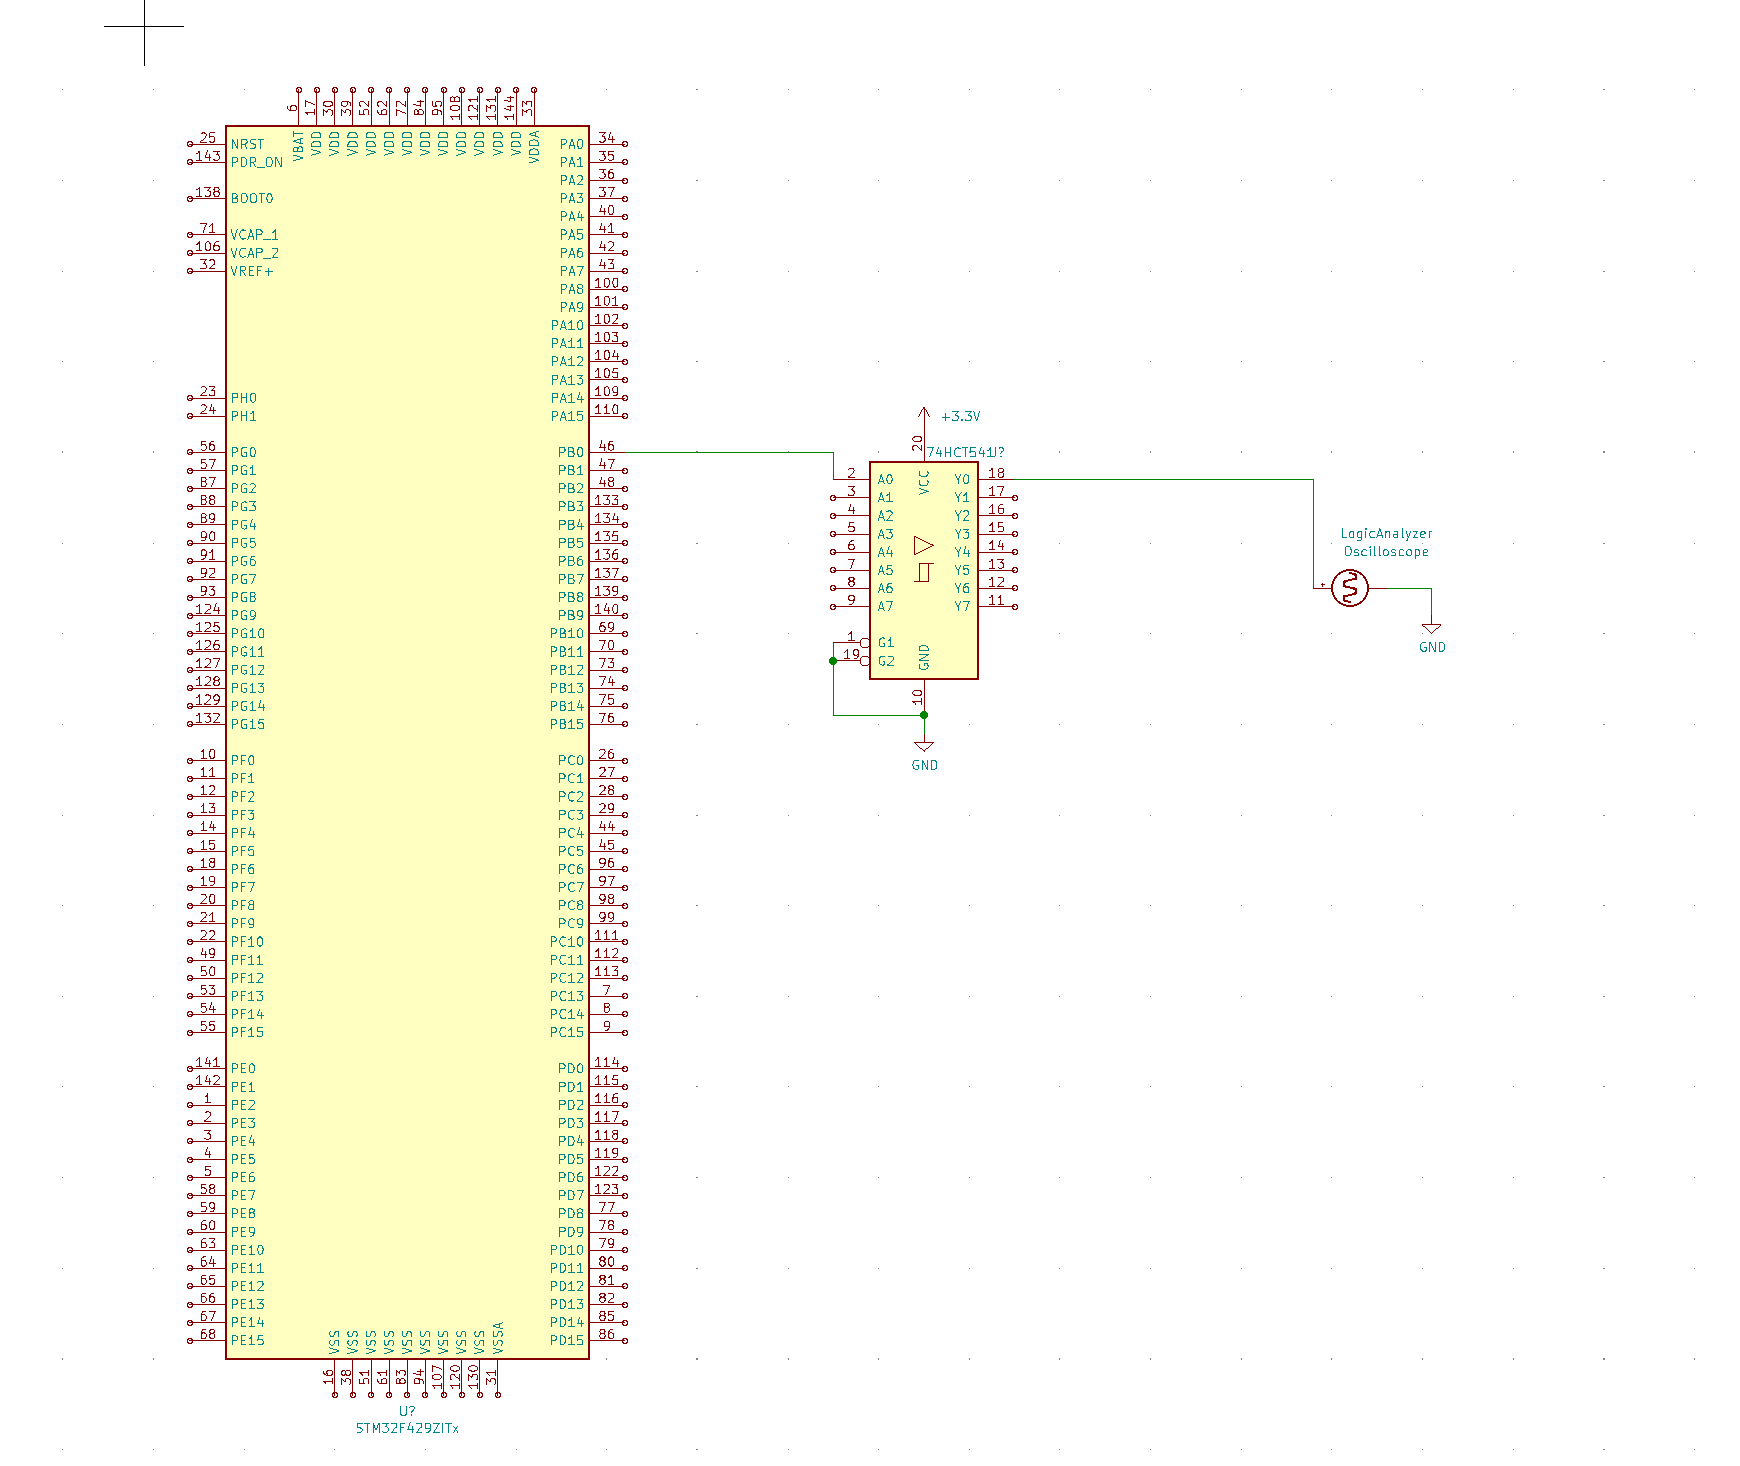 6 17 30 39 52 62 72 84 95 108 121 131 144 33
VBAT VDD VDD VDD VDD VDD VDD VDD VDD VDD VDD VDD VDD VDDA
25 NRST PA0 34
143 PDR_ON PA1 35
PA2 36
138 BOOT0 PA3 37
PA4 40
71 VCAP_1 PA5 41
106 VCAP_2 PA6 42
32 VREF+ PA7 43
PA8 100
PA9 101
PA10 102
PA11 103
PA12 104
PA13 105
23 PH0 PA14 109
24 PH1 PA15 110
56 PG0 PB0 46
57 PG1 PB1 47
87 PG2 PB2 48
88 PG3 PB3 133
89 PG4 PB4 134
90 PG5 PB5 135
91 PG6 PB6 136
92 PG7 PB7 137
93 PG8 PB8 139
124 PG9 PB9 140
125 PG10 PB10 69
126 PG11 PB11 70
127 PG12 PB12 73
128 PG13 PB13 74
129 PG14 PB14 75
132 PG15 PB15 76
10 PF0 PC0 26
11 PF1 PC1 27
12 PF2 PC2 28
13 PF3 PC3 29
14 PF4 PC4 44
15 PF5 PC5 45
18 PF6 PC6 96
19 PF7 PC7 97
20 PF8 PC8 98
21 PF9 PC9 99
22 PF10 PC10 111
49 PF11 PC11 112
50 PF12 PC12 113
53 PF13 PC13 7
54 PF14 PC14 8
55 PF15 PC15 9
141 PE0 PD0 114
142 PE1 PD1 115
1 PE2 PD2 116
2 PE3 PD3 117
3 PE4 PD4 118
4 PE5 PD5 119
5 PE6 PD6 122
58 PE7 PD7 123
59 PE8 PD8 77
60 PE9 PD9 78
63 PE10 PD10 79
64 PE11 PD11 80
65 PE12 PD12 81
66 PE13 PD13 82
67 PE14 PD14 85
68 PE15 PD15 86
VSS VSS VSS VSS VSS VSS VSS VSS VSS VSSA
16 38 51 61 83 94 107 120 130 31
U?
STM32F429ZITx
+3.3V
20
74HCT541U?
VCC
2 A0 Y0 18
3 A1 Y1 17
4 A2 Y2 16
5 A3 Y3 15
6 A4 Y4 14
7 A5 Y5 13
8 A6 Y6 12
9 A7 Y7 11
1 G1
19 G2
GND
10
GND
LogicAnalyzer
Oscilloscope
+
GND